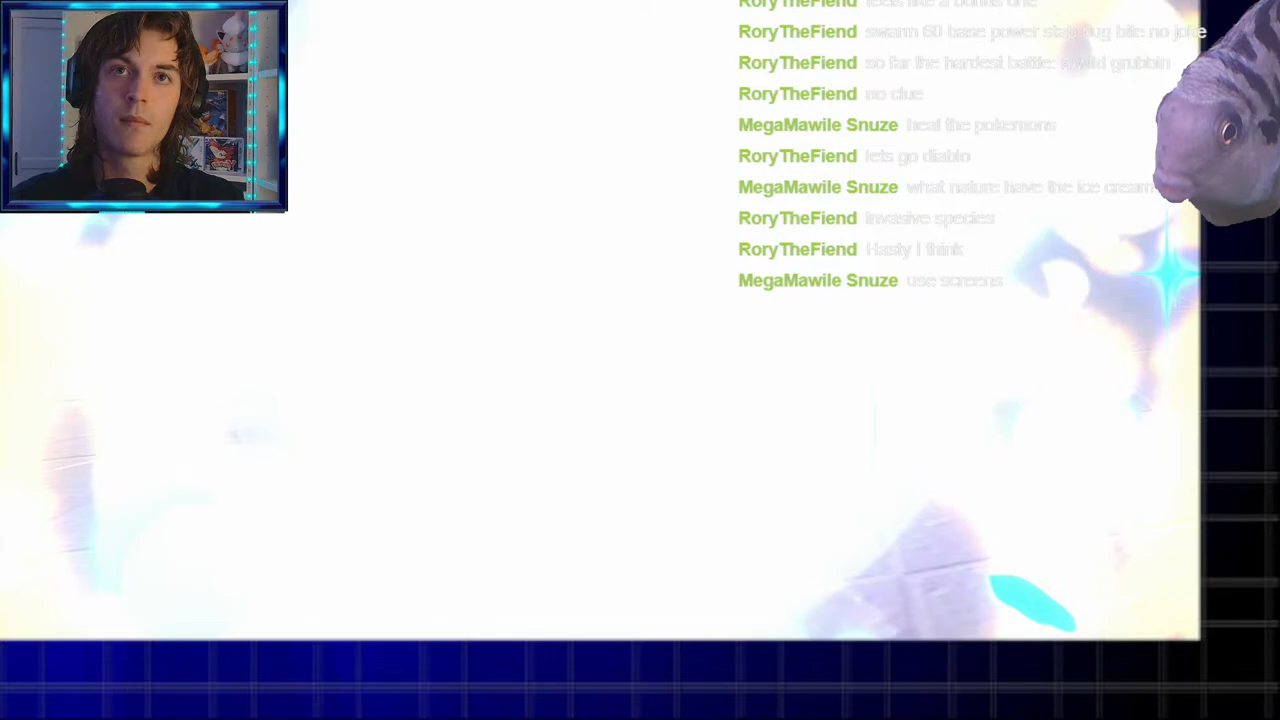 RoryTheFiend feels like a bonus one
RoryTheFiend swarm 60 base power stab bug bite no joke
RoryTheFiend so far the hardest battle: wild grubbin
RoryTheFiend no clue
MegaMawile Snuze heal the pokemons
RoryTheFiend lets go diablo
MegaMawile Snuze what nature have the ice cream
RoryTheFiend Invasive species
RoryTheFiend Hasty I think
MegaMawile Snuze use screens